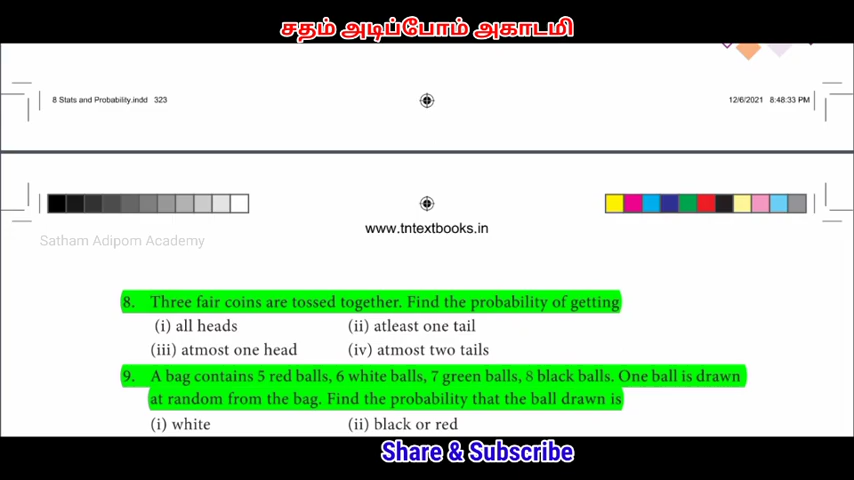 சதம் அடிப்போம் அகாடமி
8 Stats and Probability.indd 323
12/6/2021 8:48:33 PM
www.tntextbooks.in
Satham Adipom Academy
8. Three fair coins are tossed together. Find the probability of getting
(i) all heads (ii) atleast one tail
(iii) atmost one head (iv) atmost two tails
9. A bag contains 5 red balls, 6 white balls, 7 green balls, 8 black balls. One ball is drawn
at random from the bag. Find the probability that the ball drawn is
(i) white (ii) black or red
Share & Subscribe